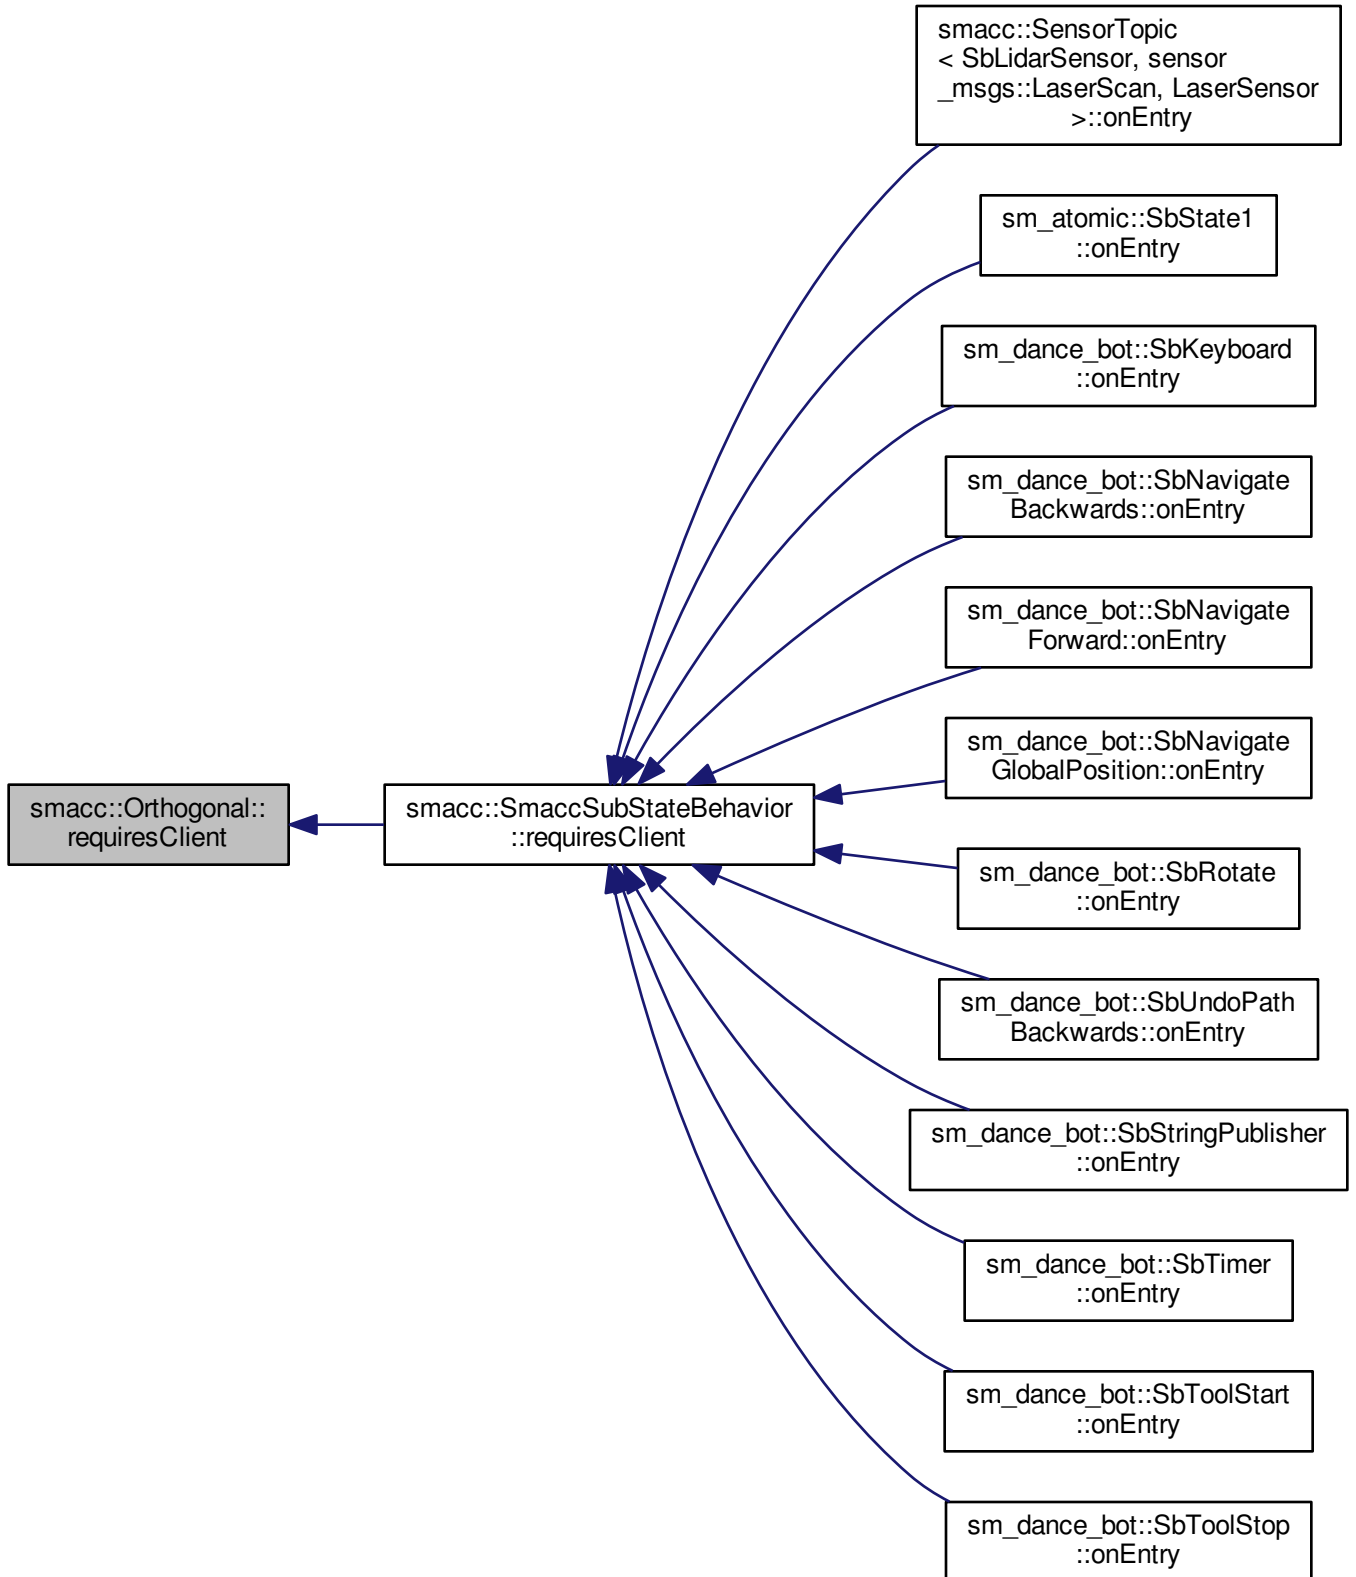 smacc::SensorTopic
< SbLidarSensor, sensor
_msgs::LaserScan, LaserSensor
>::onEntry
sm_atomic::SbState1
::onEntry
sm_dance_bot::SbKeyboard
::onEntry
sm_dance_bot::SbNavigate
Backwards::onEntry
sm_dance_bot::SbNavigate
Forward::onEntry
sm_dance_bot::SbNavigate
GlobalPosition::onEntry
smacc::Orthogonal::
requiresClient
smacc::SmaccSubStateBehavior
::requiresClient
sm_dance_bot::SbRotate
::onEntry
sm_dance_bot::SbUndoPath
Backwards::onEntry
sm_dance_bot::SbStringPublisher
::onEntry
sm_dance_bot::SbTimer
::onEntry
sm_dance_bot::SbToolStart
::onEntry
sm_dance_bot::SbToolStop
::onEntry